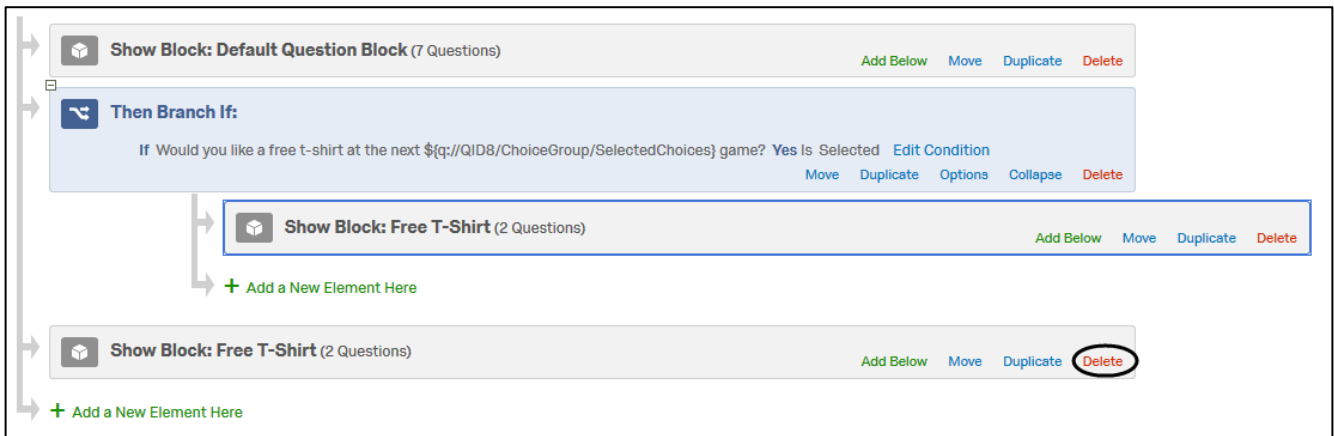 Show Block: Default Question Block (7 Questions)
Add Below Move Duplicate Delete
Then Branch If:
If Would you like a free t-shirt at the next ${q://QID8/ChoiceGroup/SelectedChoices} game? Yes Is Selected Edit Condition
Move Duplicate Options Collapse Delete
Show Block: Free T-Shirt (2 Questions)
Add Below Move Duplicate Delete
+ Add a New Element Here
Show Block: Free T-Shirt (2 Questions)
Add Below Move Duplicate Delete
+ Add a New Element Here